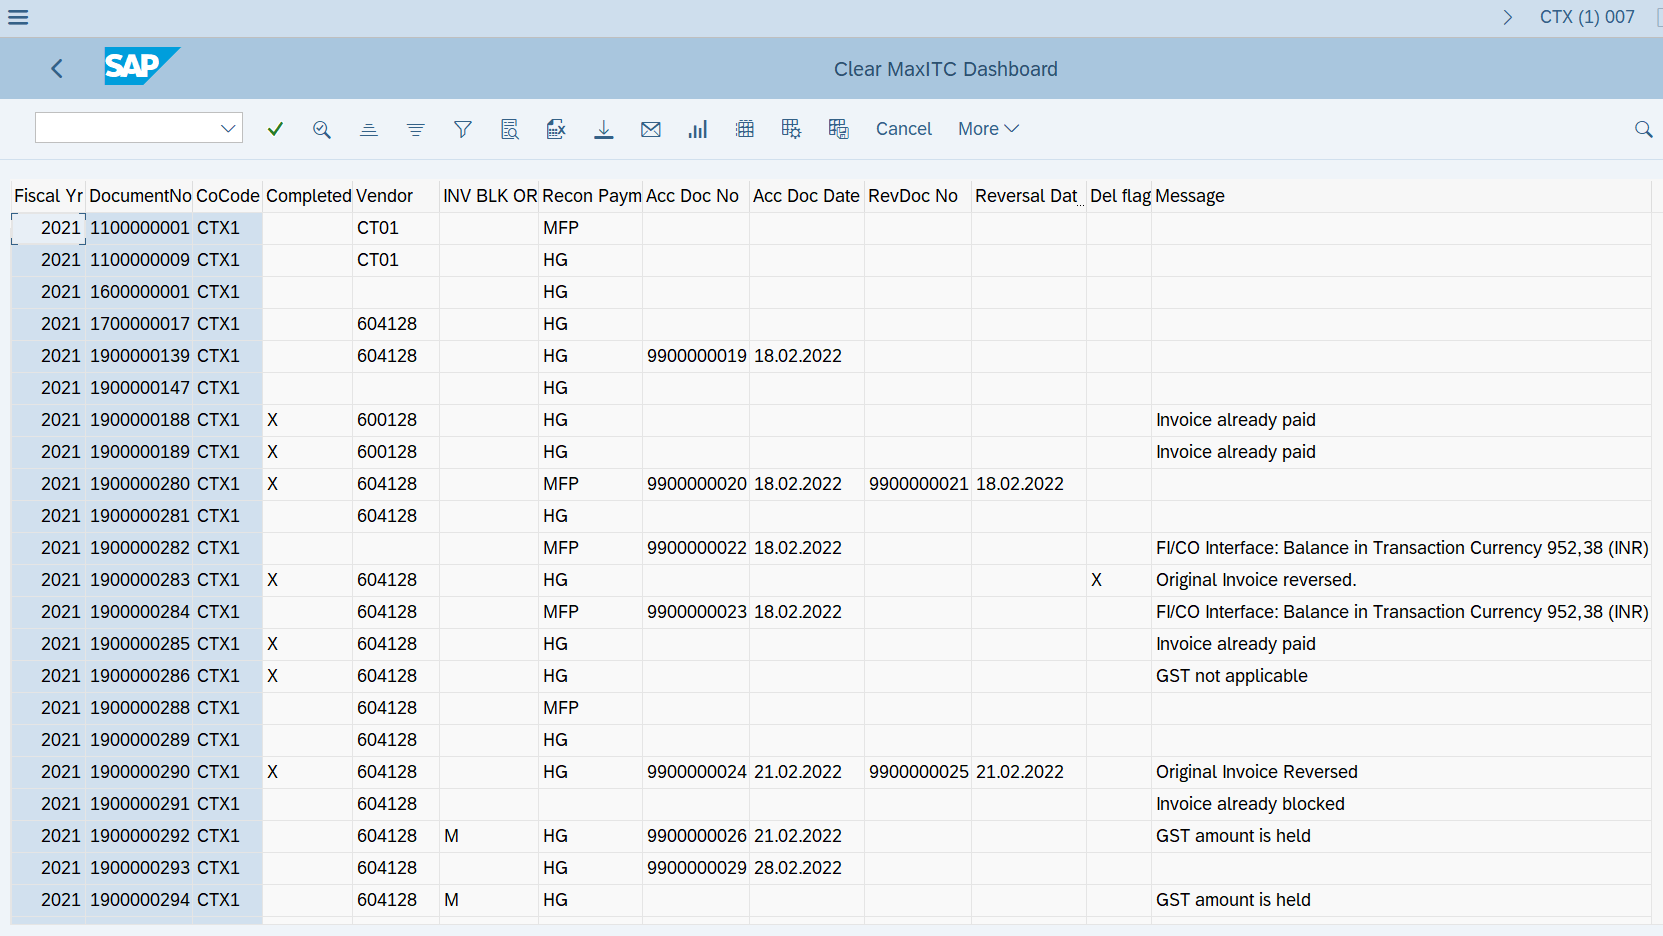 CTX (1) 007
SAP
Clear MaxITC Dashboard
Cancel More
Fiscal Yr DocumentNo CoCode Completed Vendor INV BLK OR Recon Paym Acc Doc No Acc Doc Date RevDoc No Reversal Dat Del flag Message
2021 1100000001 CTX1 CT01 MFP
2021 1100000009 CTX1 CT01 HG
2021 1600000001 CTX1 HG
2021 1700000017 CTX1 604128 HG
2021 1900000139 CTX1 604128 HG 9900000019 18.02.2022
2021 1900000147 CTX1 HG
2021 1900000188 CTX1 X 600128 HG Invoice already paid
2021 1900000189 CTX1 X 600128 HG Invoice already paid
2021 1900000280 CTX1 X 604128 MFP 9900000020 18.02.2022 9900000021 18.02.2022
2021 1900000281 CTX1 604128 HG
2021 1900000282 CTX1 MFP 9900000022 18.02.2022 FI/CO Interface: Balance in Transaction Currency 952,38 (INR)
2021 1900000283 CTX1 X 604128 HG X Original Invoice reversed.
2021 1900000284 CTX1 604128 MFP 9900000023 18.02.2022 FI/CO Interface: Balance in Transaction Currency 952,38 (INR)
2021 1900000285 CTX1 X 604128 HG Invoice already paid
2021 1900000286 CTX1 X 604128 HG GST not applicable
2021 1900000288 CTX1 604128 MFP
2021 1900000289 CTX1 604128 HG
2021 1900000290 CTX1 X 604128 HG 9900000024 21.02.2022 9900000025 21.02.2022 Original Invoice Reversed
2021 1900000291 CTX1 604128 Invoice already blocked
2021 1900000292 CTX1 604128 M HG 9900000026 21.02.2022 GST amount is held
2021 1900000293 CTX1 604128 HG 9900000029 28.02.2022
2021 1900000294 CTX1 604128 M HG GST amount is held